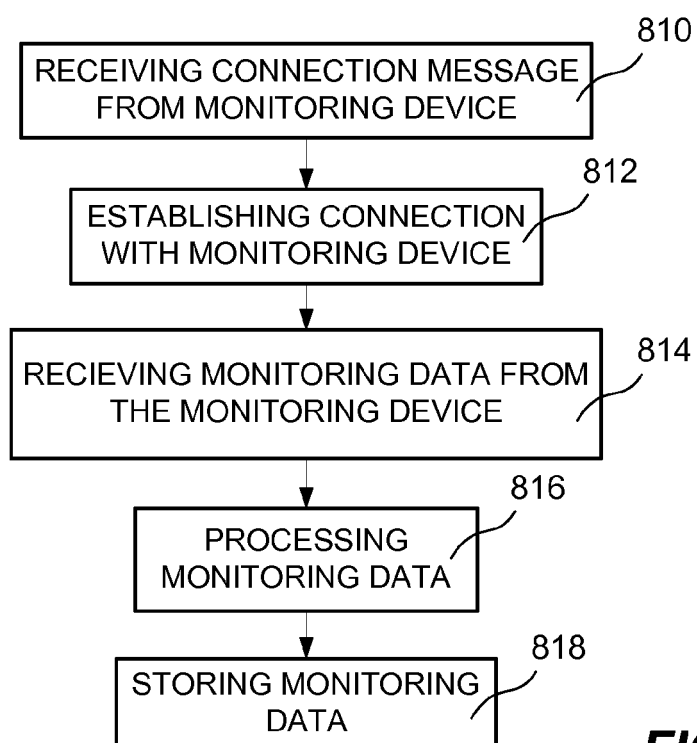 810
RECEIVING CONNECTION MESSAGE
FROM MONITORING DEVICE
812
ESTABLISHING CONNECTION
WITH MONITORING DEVICE
814
RECIEVING MONITORING DATA FROM
THE MONITORING DEVICE
816
PROCESSING
MONITORING DATA
818
STORING MONITORING
DATA